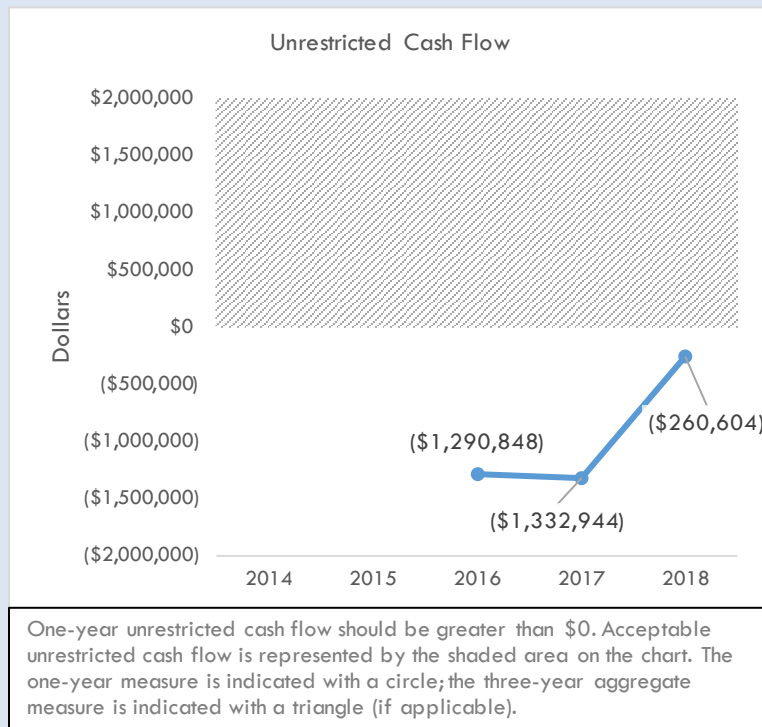 Unrestricted Cash Flow
$2,000,000
$1,500,000
$1,000,000
$500,000
$0
($500,000)
($1,000,000)
($1,500,000)
($2,000,000)
Dollars
($1,290,848)
($1,332,944)
($260,604)
2014 2015 2016 2017 2018
One-year unrestricted cash flow should be greater than $0. Acceptable
unrestricted cash flow is represented by the shaded area on the chart. The
one-year measure is indicated with a circle; the three-year aggregate
measure is indicated with a triangle (if applicable).